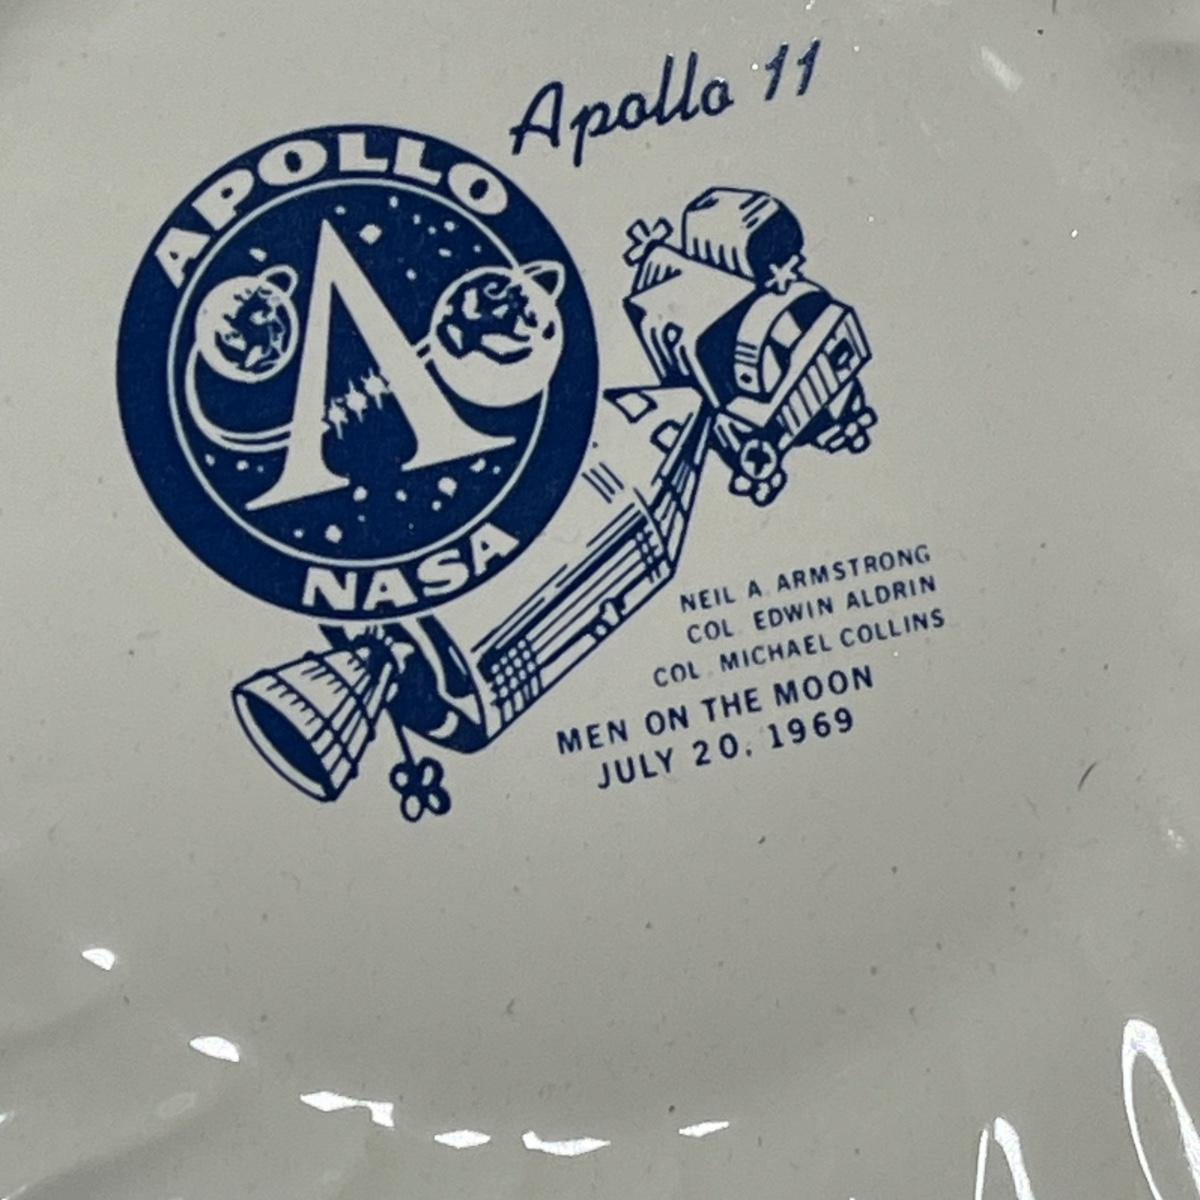 Apollo 11
APOLLO
A
NASA
NEIL A. ARMSTRONG
COL. EDWIN ALDRIN
COL. MICHAEL COLLINS
MEN ON THE MOON
JULY 20, 1969